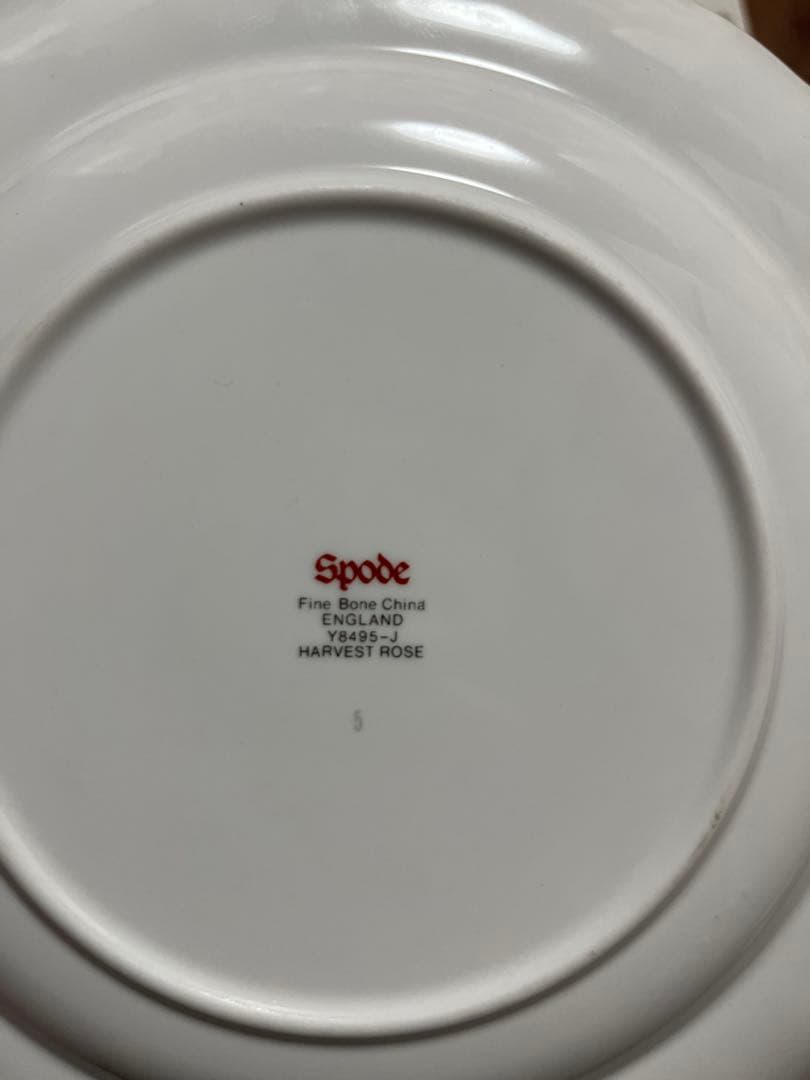 Spode
Fine Bone China
ENGLAND
Y8495-J
HARVEST ROSE
5